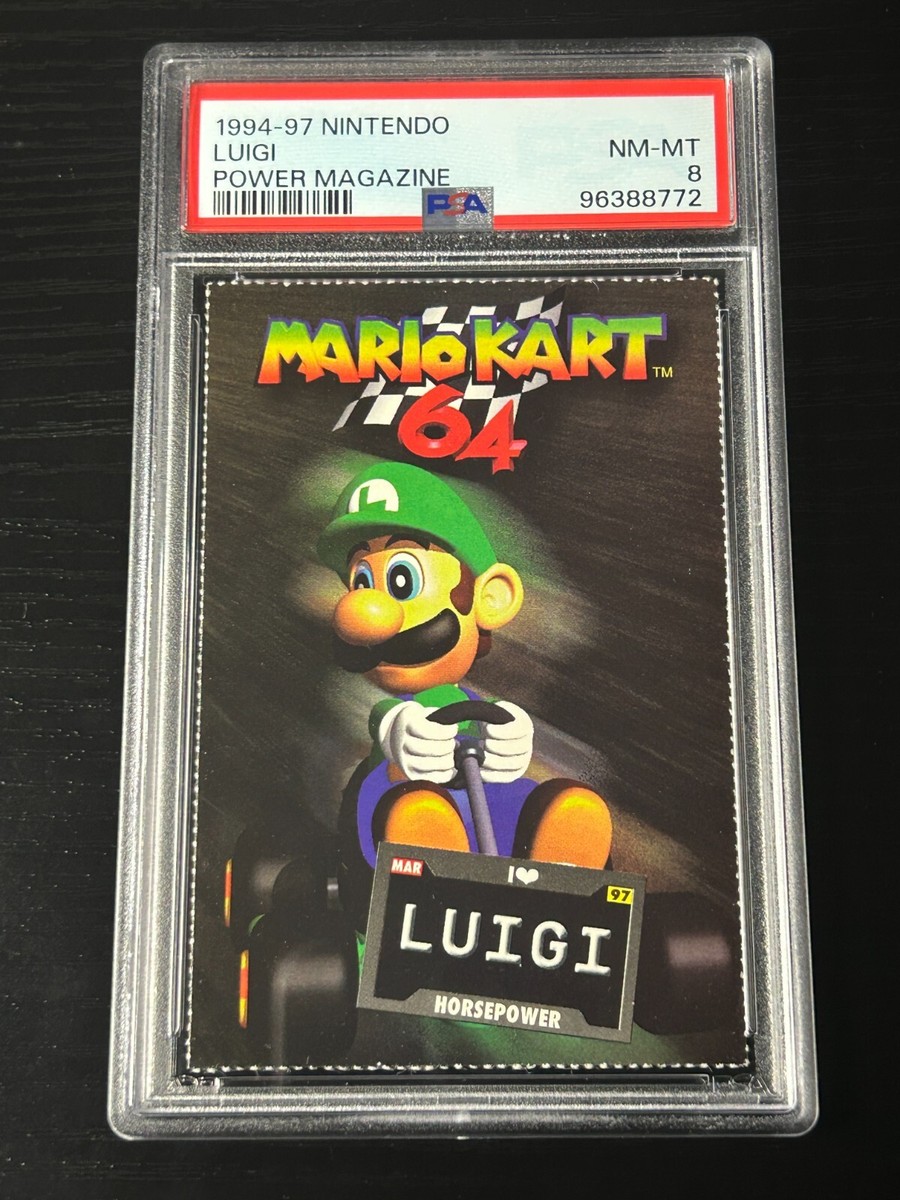 1994-97 NINTENDO
LUIGI NM-MT
POWER MAGAZINE 8
PSA 96388772
MARIO KART TM
64
L
MAR I ❤ 97
LUIGI
HORSEPOWER